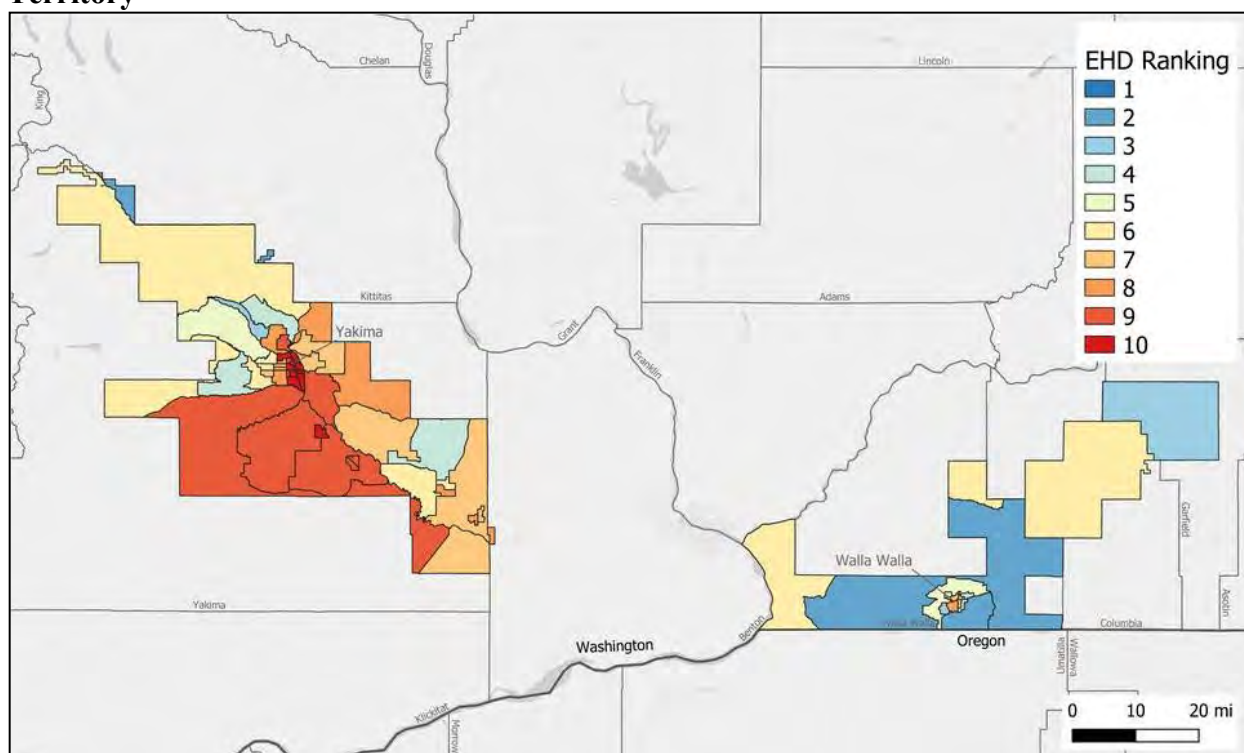 Territory
Chelan
Douglas
Lincoln
King
EHD Ranking
1
2
3
4
5
6
7
8
9
10
Kittitas
Adams
Grant
Yakima
Franklin
Garfield
Walla Walla
Asotin
Yakima
Walla Walla
Columbia
Benton
Washington
Oregon
Umatilla
Wallowa
Klickitat
Morrow
0 10 20 mi